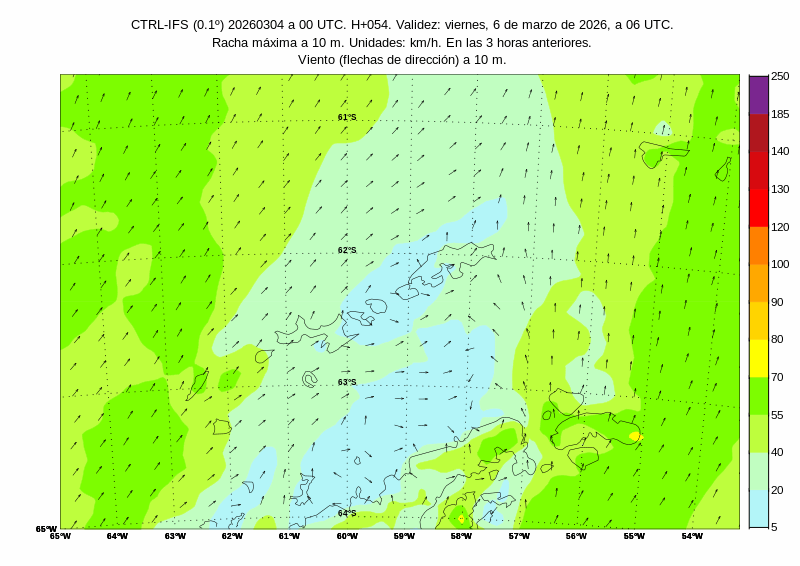 CTRL-IFS (0.1º) 20260304 a 00 UTC. H+054. Validez: viernes, 6 de marzo de 2026, a 06 UTC.
Racha máxima a 10 m. Unidades: km/h. En las 3 horas anteriores.
Viento (flechas de dirección) a 10 m.
250
185
140
130
120
100
90
80
70
55
40
20
5
61°S
62°S
63°S
64°S
65°W
65°W 64°W 63°W 62°W 61°W 60°W 59°W 58°W 57°W 56°W 55°W 54°W